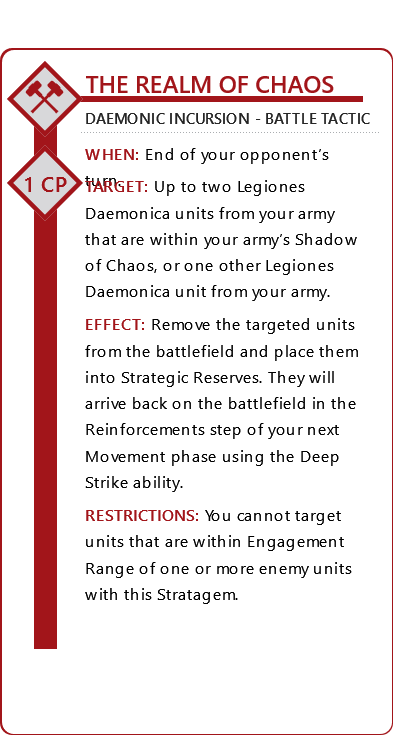 THE REALM OF CHAOS
DAEMONIC INCURSION - BATTLE TACTIC
WHEN: End of your opponent's
turn.
1 CP
TARGET: Up to two Legiones
Daemonica units from your army
that are within your army's Shadow
of Chaos, or one other Legiones
Daemonica unit from your army.
EFFECT: Remove the targeted units
from the battlefield and place them
into Strategic Reserves. They will
arrive back on the battlefield in the
Reinforcements step of your next
Movement phase using the Deep
Strike ability.
RESTRICTIONS: You cannot target
units that are within Engagement
Range of one or more enemy units
with this Stratagem.